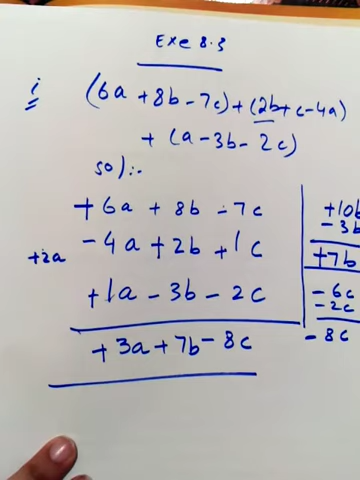 Exe 8.3
i (6a + 8b - 7c) + (2b + c - 4a)
+ (a - 3b - 2c)
sol:-
+ 6a + 8b - 7c
+2a - 4a + 2b + 1c
+ 1a - 3b - 2c
+ 3a + 7b - 8c
+10b
- 3b
+7b
- 6c
- 2c
- 8c